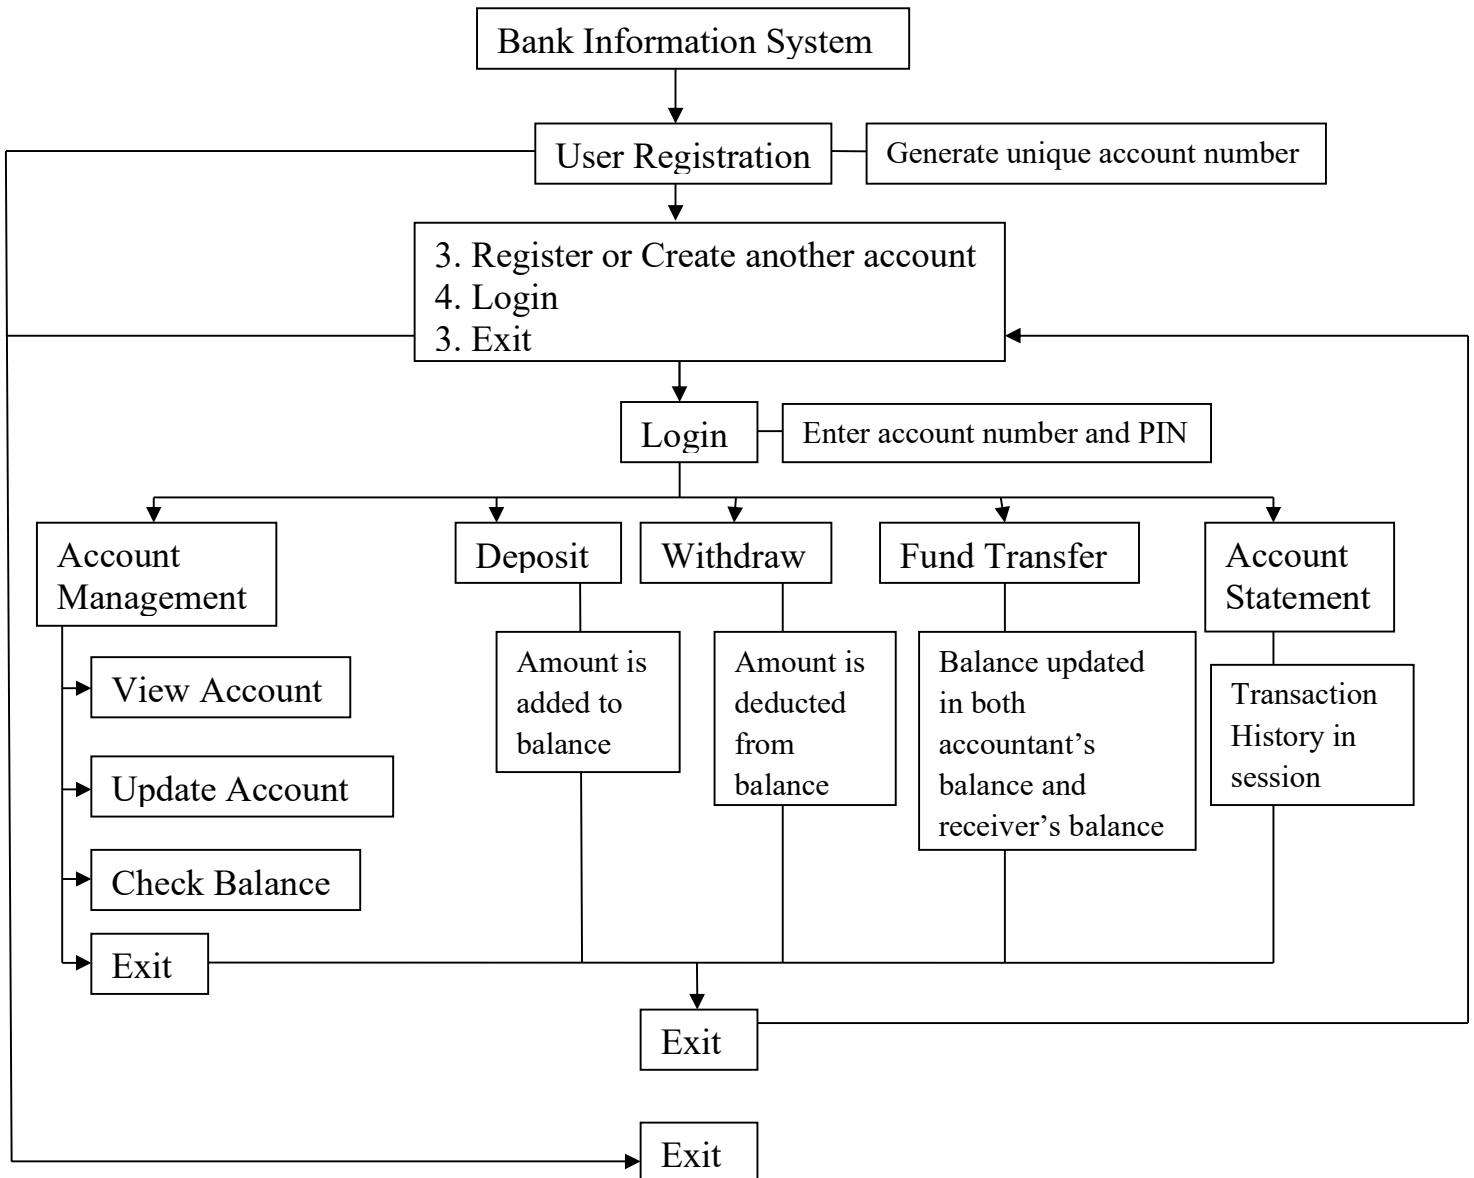 Bank Information System
User Registration
Generate unique account number
3. Register or Create another account
4. Login
3. Exit
Login
Enter account number and PIN
Account
Management
Deposit
Withdraw
Fund Transfer
Account
Statement
View Account
Update Account
Check Balance
Exit
Amount is
added to
balance
Amount is
deducted
from
balance
Balance updated
in both
accountant’s
balance and
receiver’s balance
Transaction
History in
session
Exit
Exit